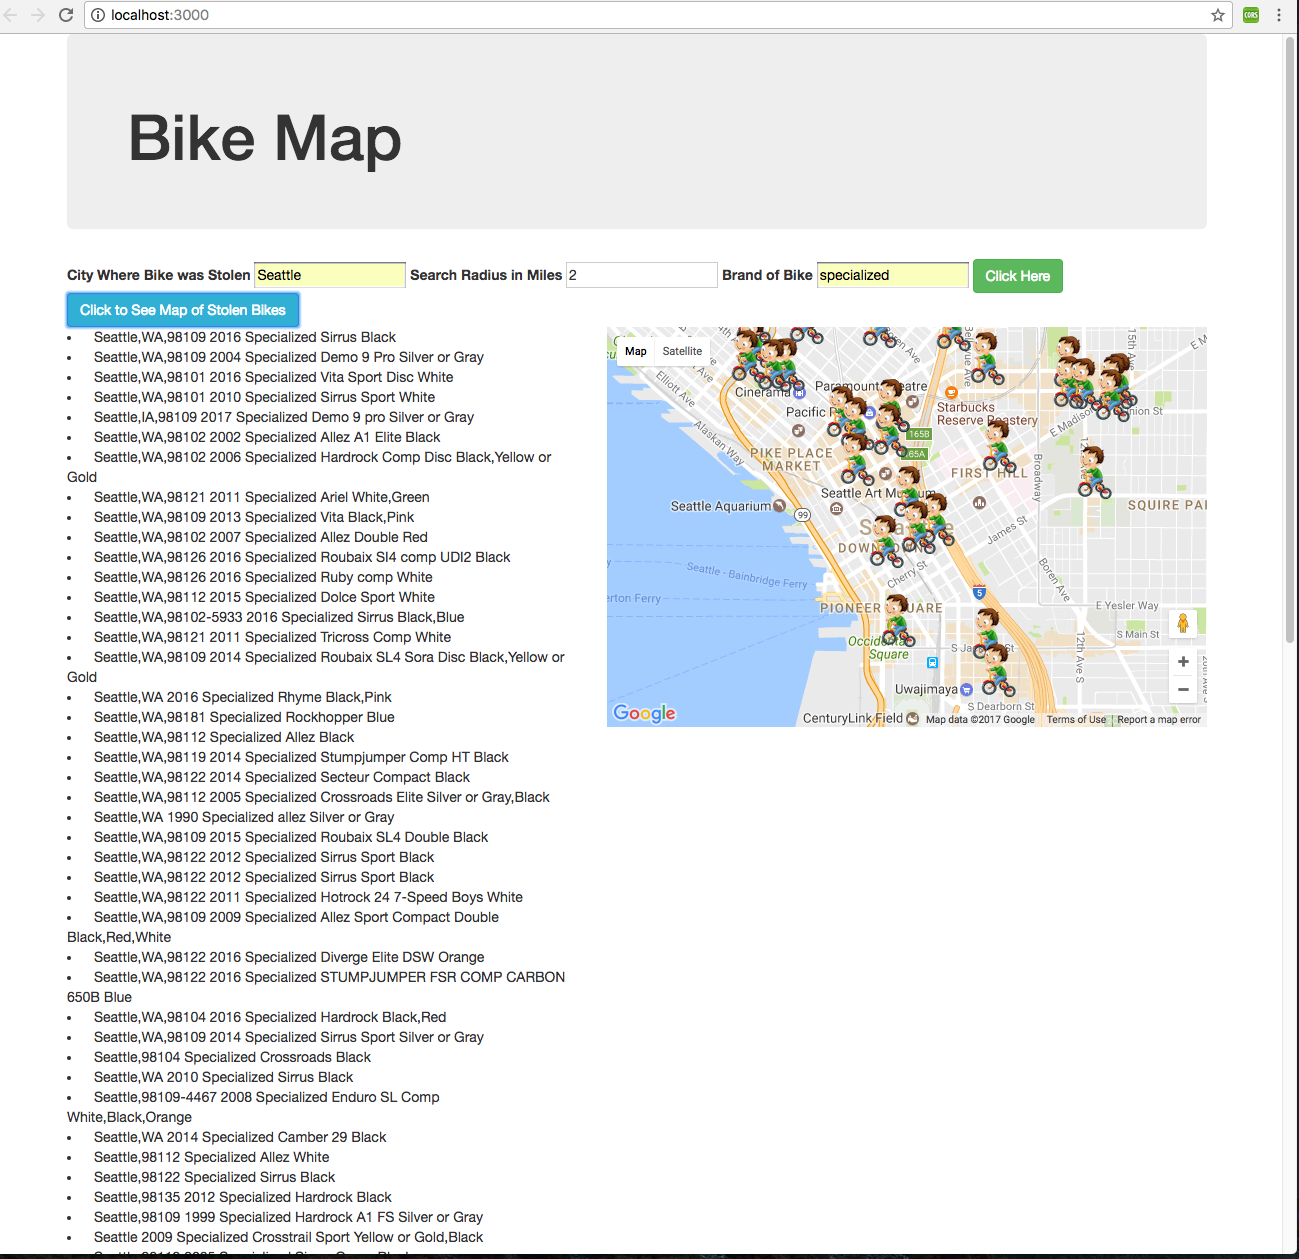 localhost:3000
CORS
Bike Map
City Where Bike was Stolen Seattle Search Radius in Miles 2 Brand of Bike specialized Click Here
Click to See Map of Stolen Bikes
• Seattle,WA,98109 2016 Specialized Sirrus Black
• Seattle,WA,98109 2004 Specialized Demo 9 Pro Silver or Gray
• Seattle,WA,98101 2016 Specialized Vita Sport Disc White
• Seattle,WA,98101 2010 Specialized Sirrus Sport White
• Seattle,IA,98109 2017 Specialized Demo 9 pro Silver or Gray
• Seattle,WA,98102 2002 Specialized Allez A1 Elite Black
• Seattle,WA,98102 2006 Specialized Hardrock Comp Disc Black,Yellow or
Gold
• Seattle,WA,98121 2011 Specialized Ariel White,Green
• Seattle,WA,98109 2013 Specialized Vita Black,Pink
• Seattle,WA,98102 2007 Specialized Allez Double Red
• Seattle,WA,98126 2016 Specialized Roubaix Sl4 comp UDI2 Black
• Seattle,WA,98126 2016 Specialized Ruby comp White
• Seattle,WA,98112 2015 Specialized Dolce Sport White
• Seattle,WA,98102-5933 2016 Specialized Sirrus Black,Blue
• Seattle,WA,98121 2011 Specialized Tricross Comp White
• Seattle,WA,98109 2014 Specialized Roubaix SL4 Sora Disc Black,Yellow or
Gold
• Seattle,WA 2016 Specialized Rhyme Black,Pink
• Seattle,WA,98181 Specialized Rockhopper Blue
• Seattle,WA,98112 Specialized Allez Black
• Seattle,WA,98119 2014 Specialized Stumpjumper Comp HT Black
• Seattle,WA,98122 2014 Specialized Secteur Compact Black
• Seattle,WA,98112 2005 Specialized Crossroads Elite Silver or Gray,Black
• Seattle,WA 1990 Specialized allez Silver or Gray
• Seattle,WA,98109 2015 Specialized Roubaix SL4 Double Black
• Seattle,WA,98122 2012 Specialized Sirrus Sport Black
• Seattle,WA,98122 2012 Specialized Sirrus Sport Black
• Seattle,WA,98122 2011 Specialized Hotrock 24 7-Speed Boys White
• Seattle,WA,98109 2009 Specialized Allez Sport Compact Double
Black,Red,White
• Seattle,WA,98122 2016 Specialized Diverge Elite DSW Orange
• Seattle,WA,98122 2016 Specialized STUMPJUMPER FSR COMP CARBON
650B Blue
• Seattle,WA,98104 2016 Specialized Hardrock Black,Red
• Seattle,WA,98109 2014 Specialized Sirrus Sport Silver or Gray
• Seattle,98104 Specialized Crossroads Black
• Seattle,WA 2010 Specialized Sirrus Black
• Seattle,98109-4467 2008 Specialized Enduro SL Comp
White,Black,Orange
• Seattle,WA 2014 Specialized Camber 29 Black
• Seattle,98112 Specialized Allez White
• Seattle,98122 Specialized Sirrus Black
• Seattle,98135 2012 Specialized Hardrock Black
• Seattle,98109 1999 Specialized Hardrock A1 FS Silver or Gray
• Seattle 2009 Specialized Crosstrail Sport Yellow or Gold,Black
Map Satellite
Elliott Ave
Alaskan Way
Boren Ave
Bellevue Ave
15th Ave
E M
Cinerama
Paramount
Pacific
Starbucks
Reserve Roastery
E Madison
nion St
165B
PIKE PLACE
MARKET
FIRST HILL
Broadway
Seattle Art
Seattle Aquarium
99
SQUIRE PA
DOWN
James St
Cherry St
Boren Ave
Seattle - Bainbridge Ferry
erton Ferry
5
PIONEER UARE
E Yesler Way
Square
S Main St
12th Ave S
Uwajimaya
S Dearborn St
CenturyLink Field
Google
Map data ©2017 Google Terms of Use Report a map error